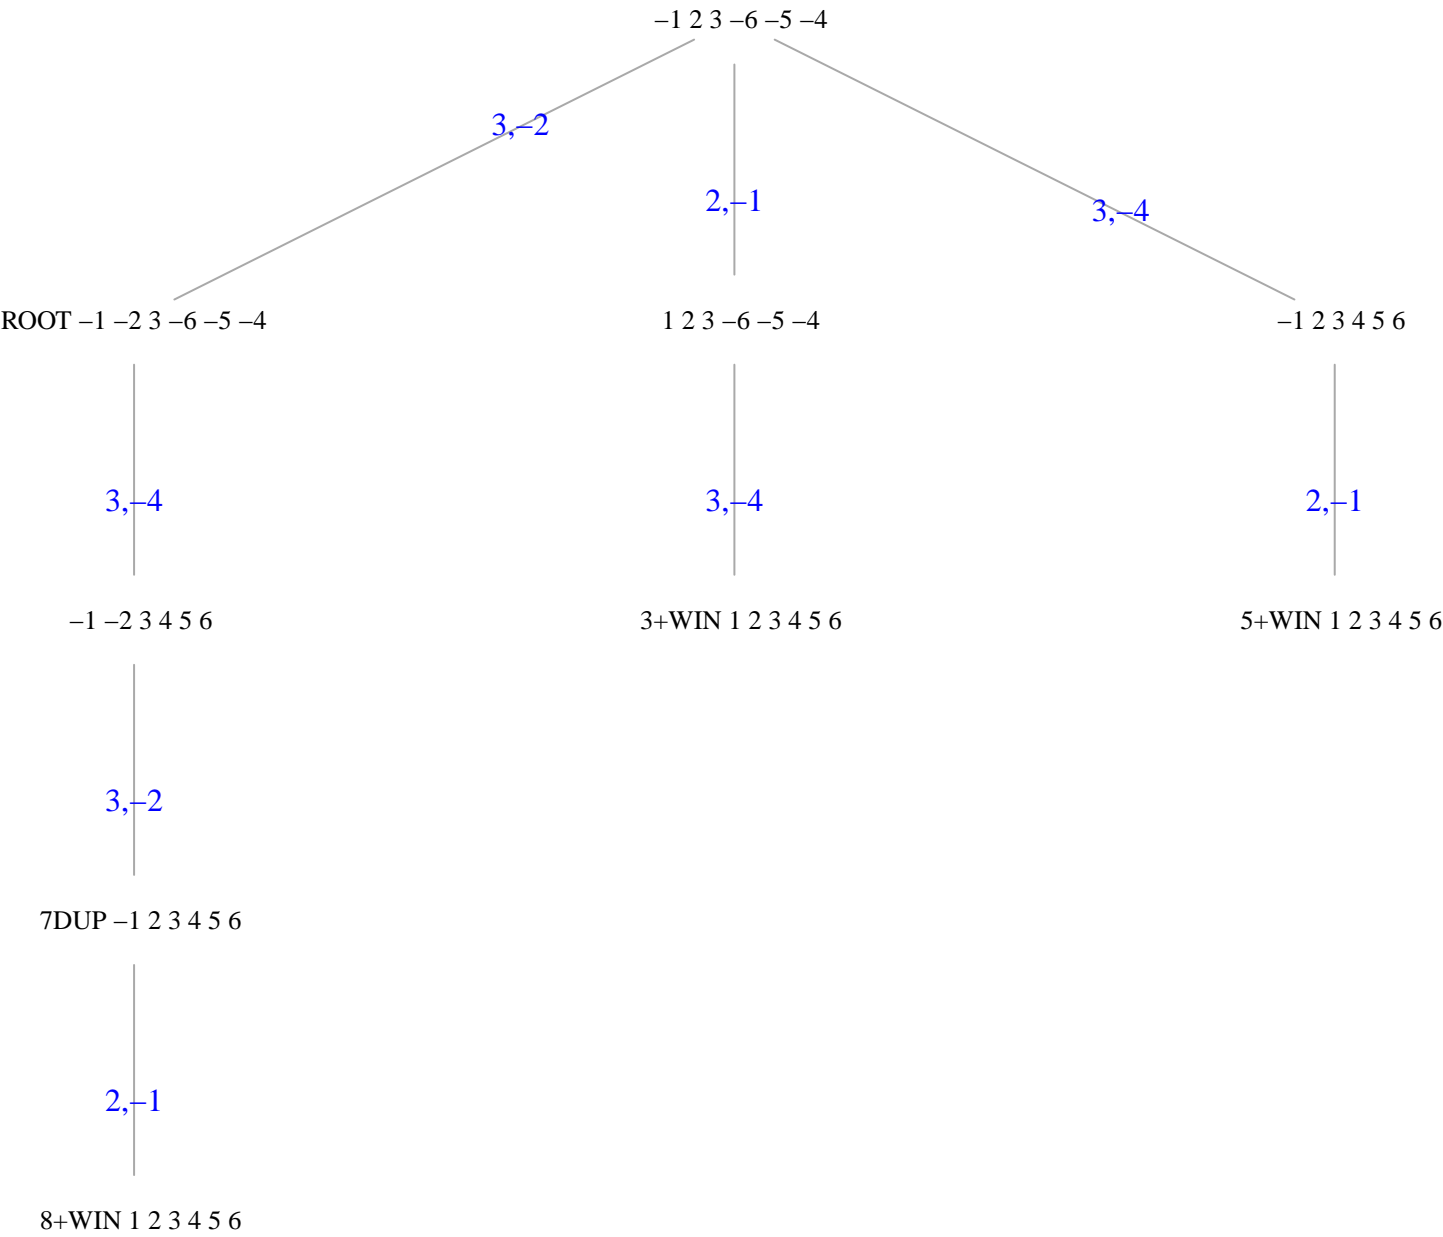 –1 2 3 –6 –5 –4
3,–2
2,–1
3,–4
ROOT –1 –2 3 –6 –5 –4
1 2 3 –6 –5 –4
–1 2 3 4 5 6
3,–4
3,–4
2,–1
–1 –2 3 4 5 6
3+WIN 1 2 3 4 5 6
5+WIN 1 2 3 4 5 6
3,–2
7DUP –1 2 3 4 5 6
2,–1
8+WIN 1 2 3 4 5 6